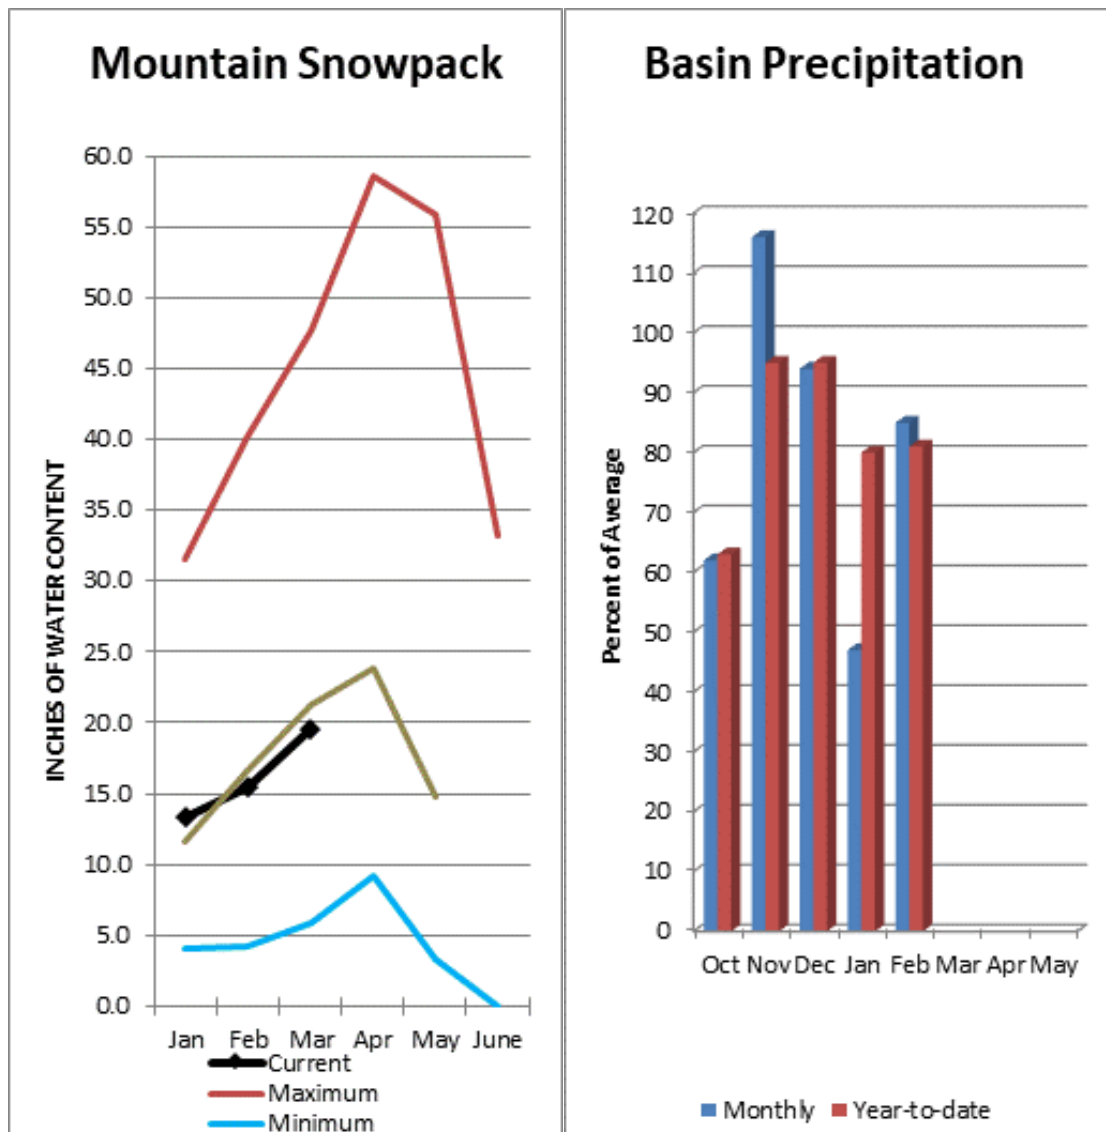 Mountain Snowpack
60.0
55.0
50.0
45.0
40.0
35.0
30.0
25.0
20.0
15.0
10.0
5.0
0.0
INCHES OF WATER CONTENT
Jan Feb Mar Apr May June
Current
Maximum
Minimum
Basin Precipitation
120
110
100
90
80
70
60
50
40
30
20
10
0
Percent of Average
Oct Nov Dec Jan Feb Mar Apr May
Monthly Year-to-date